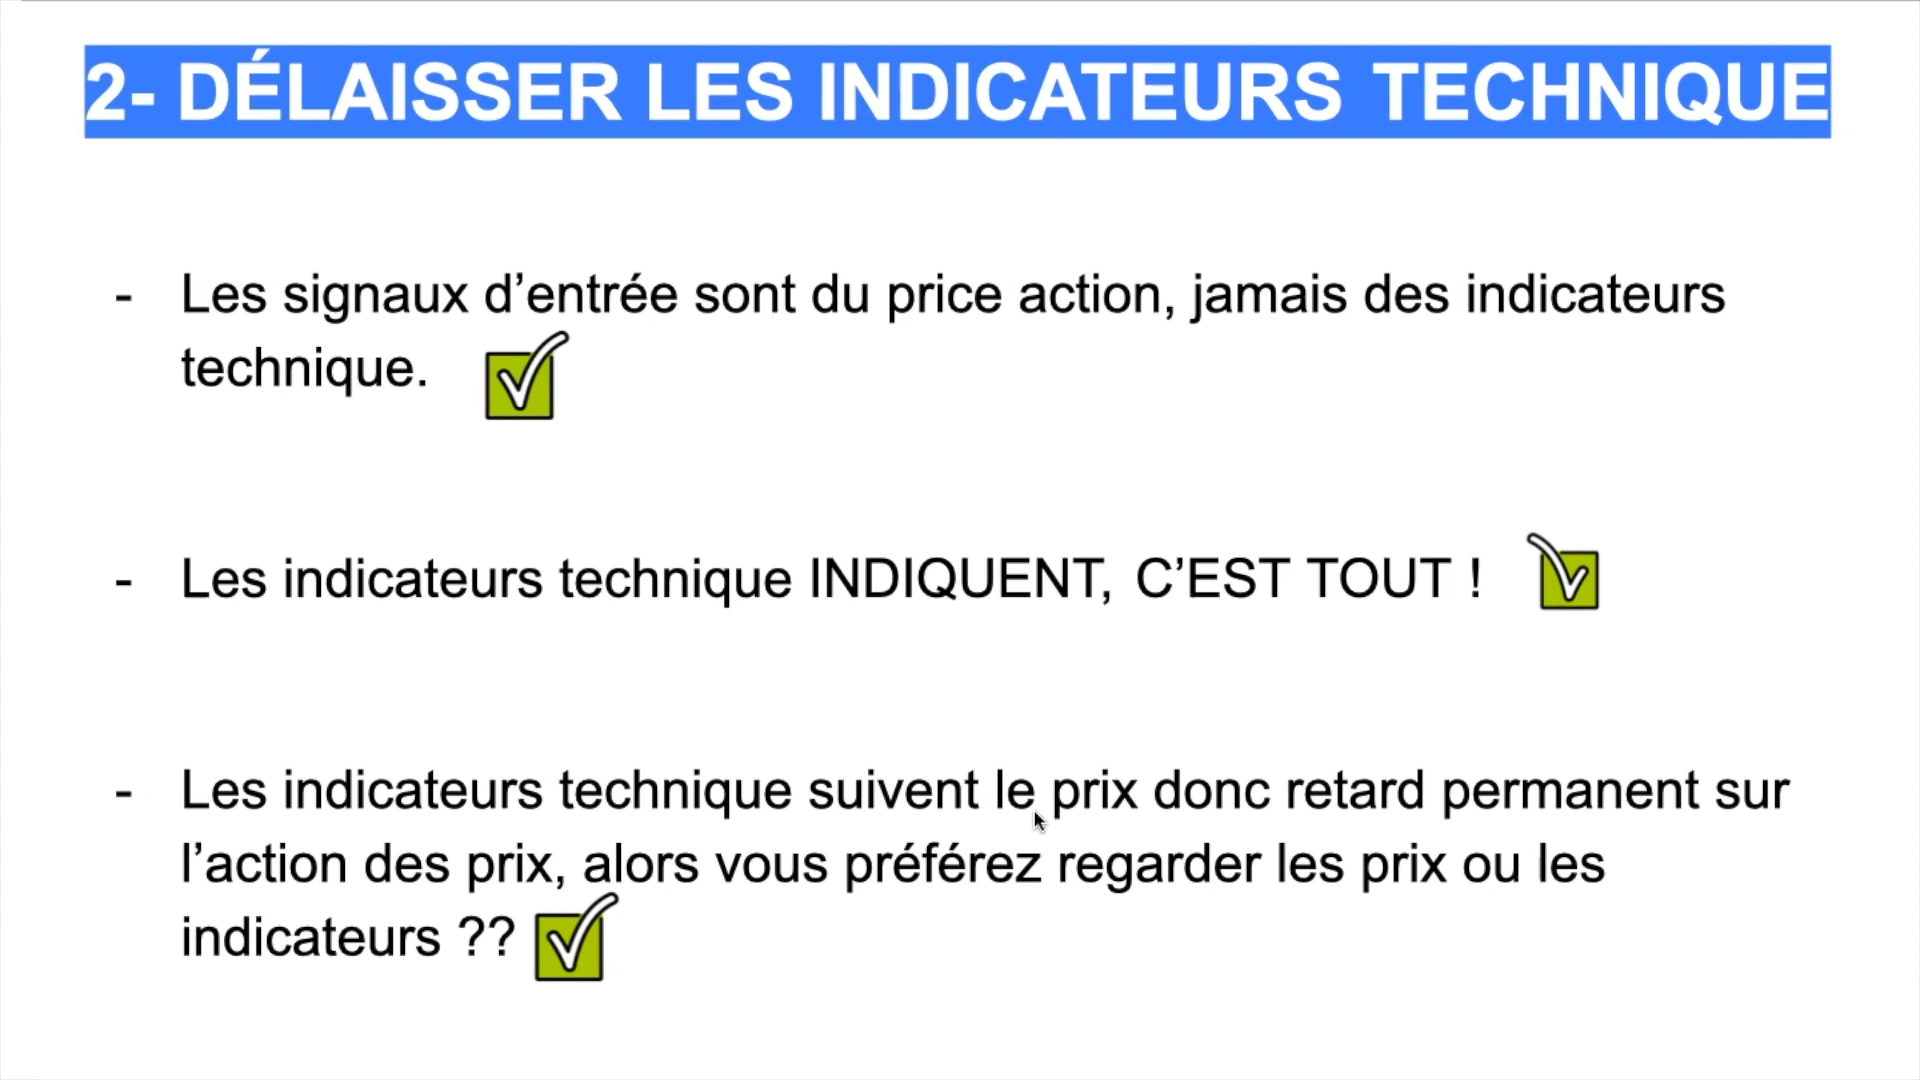 2- DÉLAISSER LES INDICATEURS TECHNIQUE
- Les signaux d’entrée sont du price action, jamais des indicateurs
technique.
- Les indicateurs technique INDIQUENT, C’EST TOUT !
- Les indicateurs technique suivent le prix donc retard permanent sur
l’action des prix, alors vous préférez regarder les prix ou les
indicateurs ??